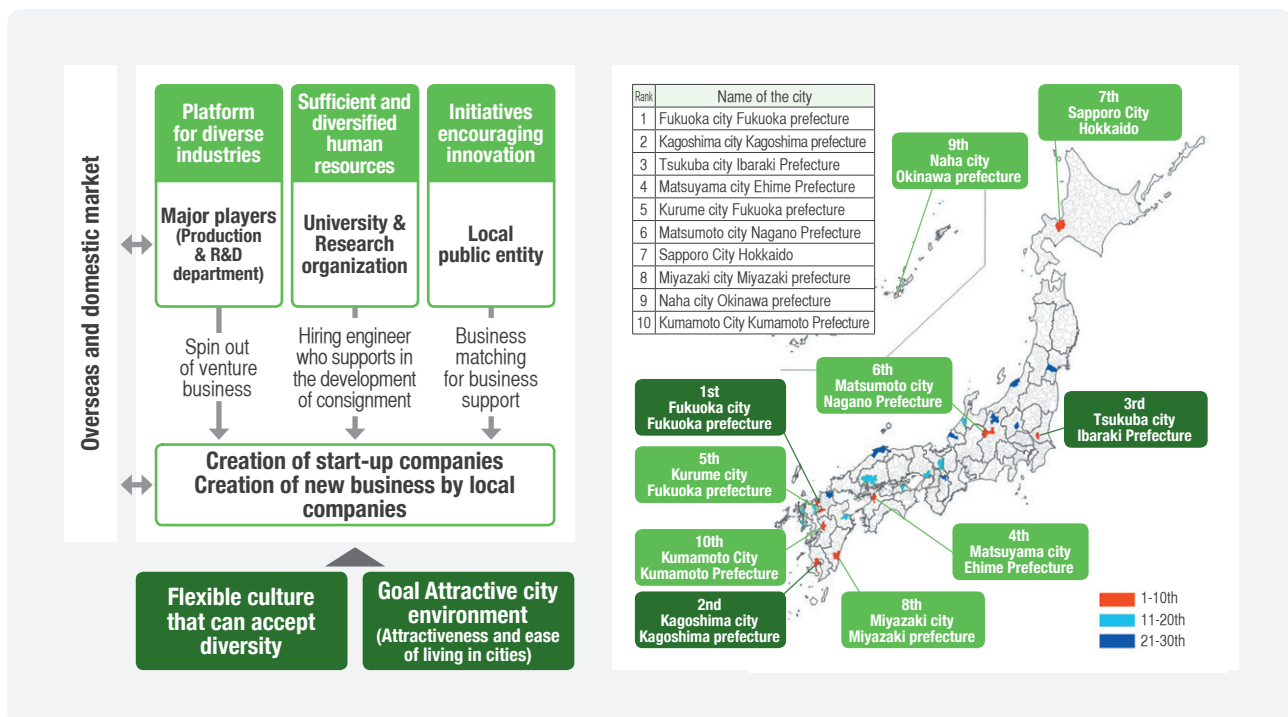 Overseas and domestic market
Platform
for diverse
industries
Major players
(Production
& R&D
department)
Spin out
of venture
business
Sufficient and
diversified
human
resources
University &
Research
organization
Hiring engineer
who supports in
the development
of consignment
Initiatives
encouraging
innovation
Local
public entity
Business
matching
for business
support
Creation of start-up companies
Creation of new business by local
companies
Flexible culture
that can accept
diversity
Goal Attractive city
environment
(Attractiveness and ease
of living in cities)
Rank Name of the city
1 Fukuoka city Fukuoka prefecture
2 Kagoshima city Kagoshima prefecture
3 Tsukuba city Ibaraki Prefecture
4 Matsuyama city Ehime Prefecture
5 Kurume city Fukuoka prefecture
6 Matsumoto city Nagano Prefecture
7 Sapporo City Hokkaido
8 Miyazaki city Miyazaki prefecture
9 Naha city Okinawa prefecture
10 Kumamoto City Kumamoto Prefecture
7th
Sapporo City
Hokkaido
9th
Naha city
Okinawa prefecture
6th
Matsumoto city
Nagano Prefecture
1st
Fukuoka city
Fukuoka prefecture
3rd
Tsukuba city
Ibaraki Prefecture
5th
Kurume city
Fukuoka prefecture
10th
Kumamoto City
Kumamoto Prefecture
4th
Matsuyama city
Ehime Prefecture
2nd
Kagoshima city
Kagoshima prefecture
8th
Miyazaki city
Miyazaki prefecture
1-10th
11-20th
21-30th